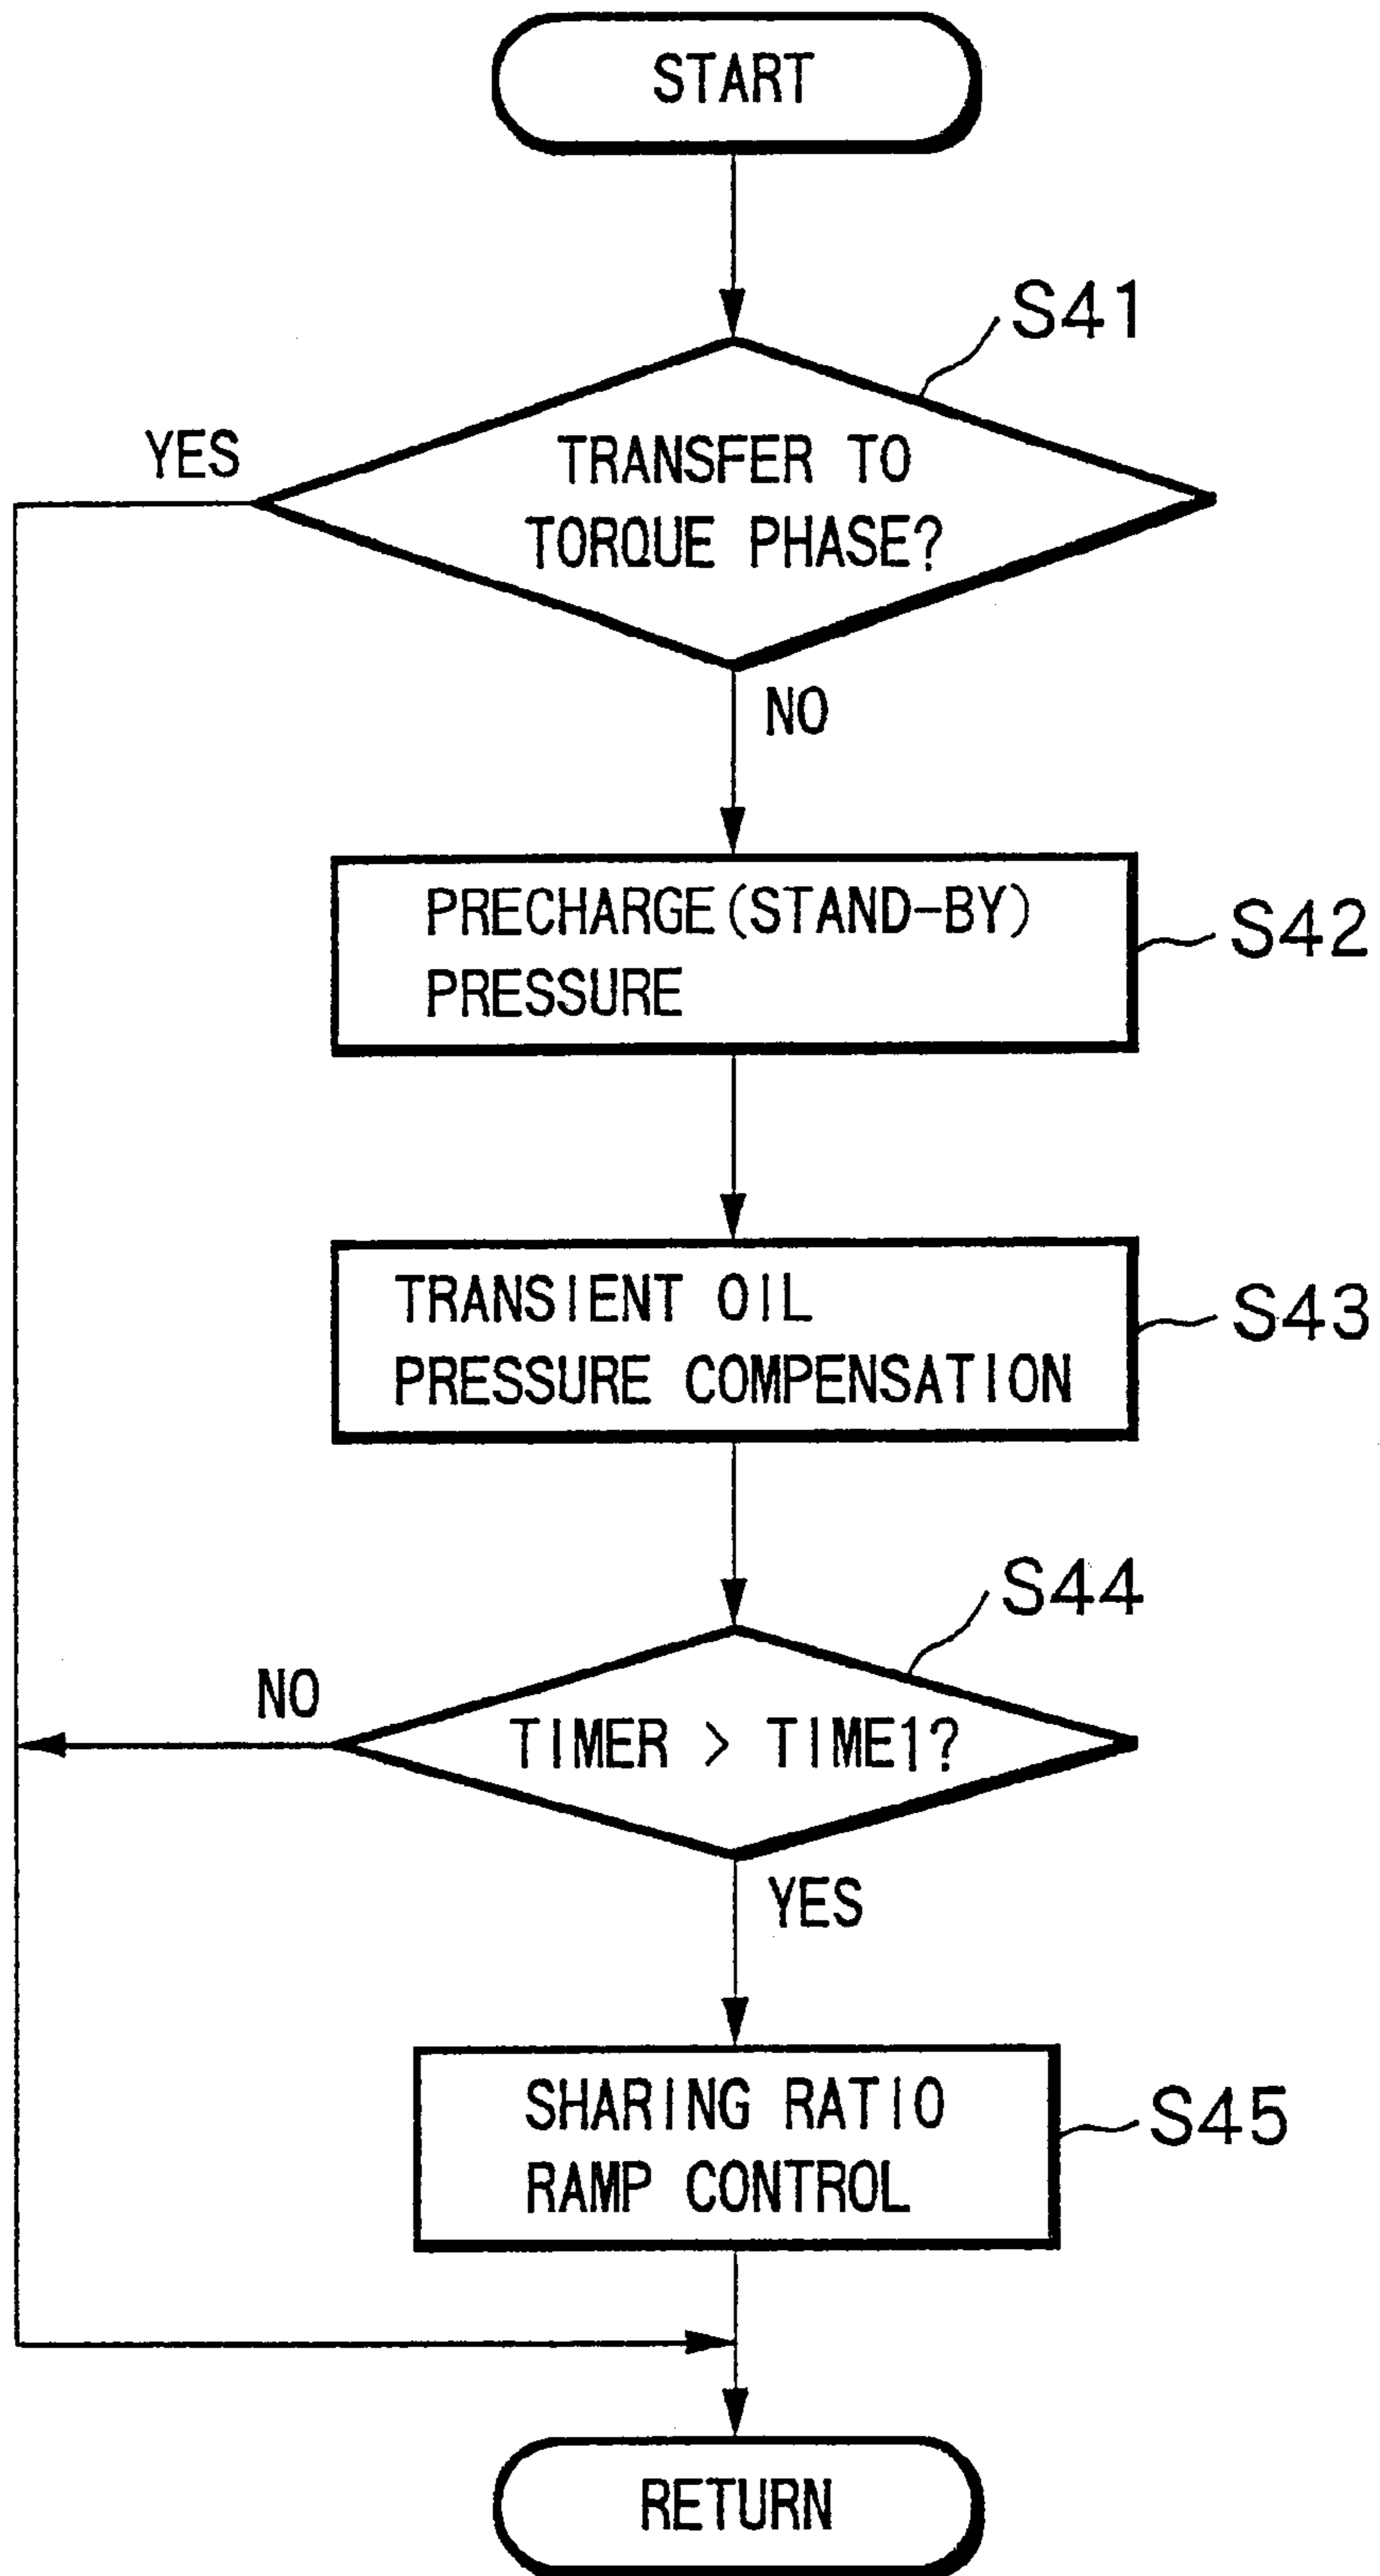 START
S41
YES
TRANSFER TO
TORQUE PHASE?
NO
PRECHARGE(STAND-BY)
PRESSURE
S42
TRANSIENT OIL
PRESSURE COMPENSATION
S43
S44
NO
TIMER > TIME1?
YES
SHARING RATIO
RAMP CONTROL
S45
RETURN